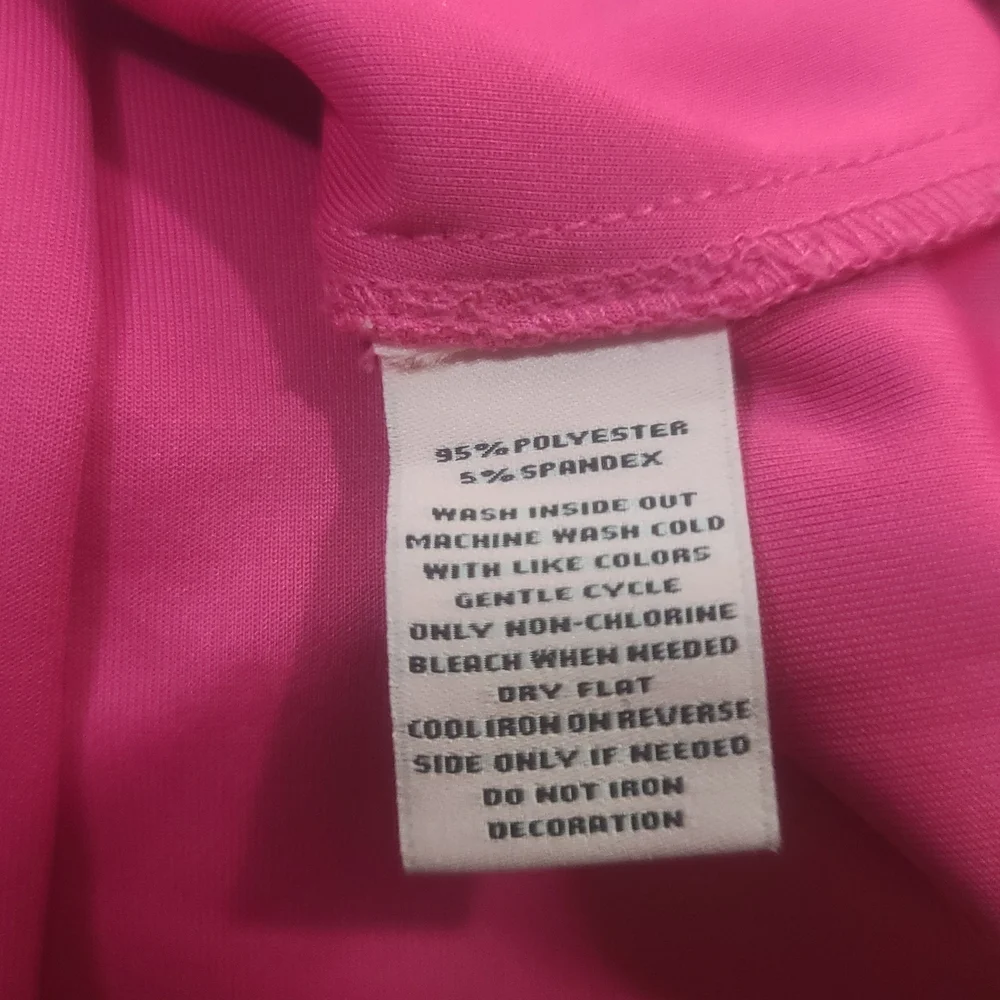 95% POLYESTER
5% SPANDEX
WASH INSIDE OUT
MACHINE WASH COLD
WITH LIKE COLORS
GENTLE CYCLE
ONLY NON-CHLORINE
BLEACH WHEN NEEDED
DRY FLAT
COOL IRON ON REVERSE
SIDE ONLY IF NEEDED
DO NOT IRON
DECORATION